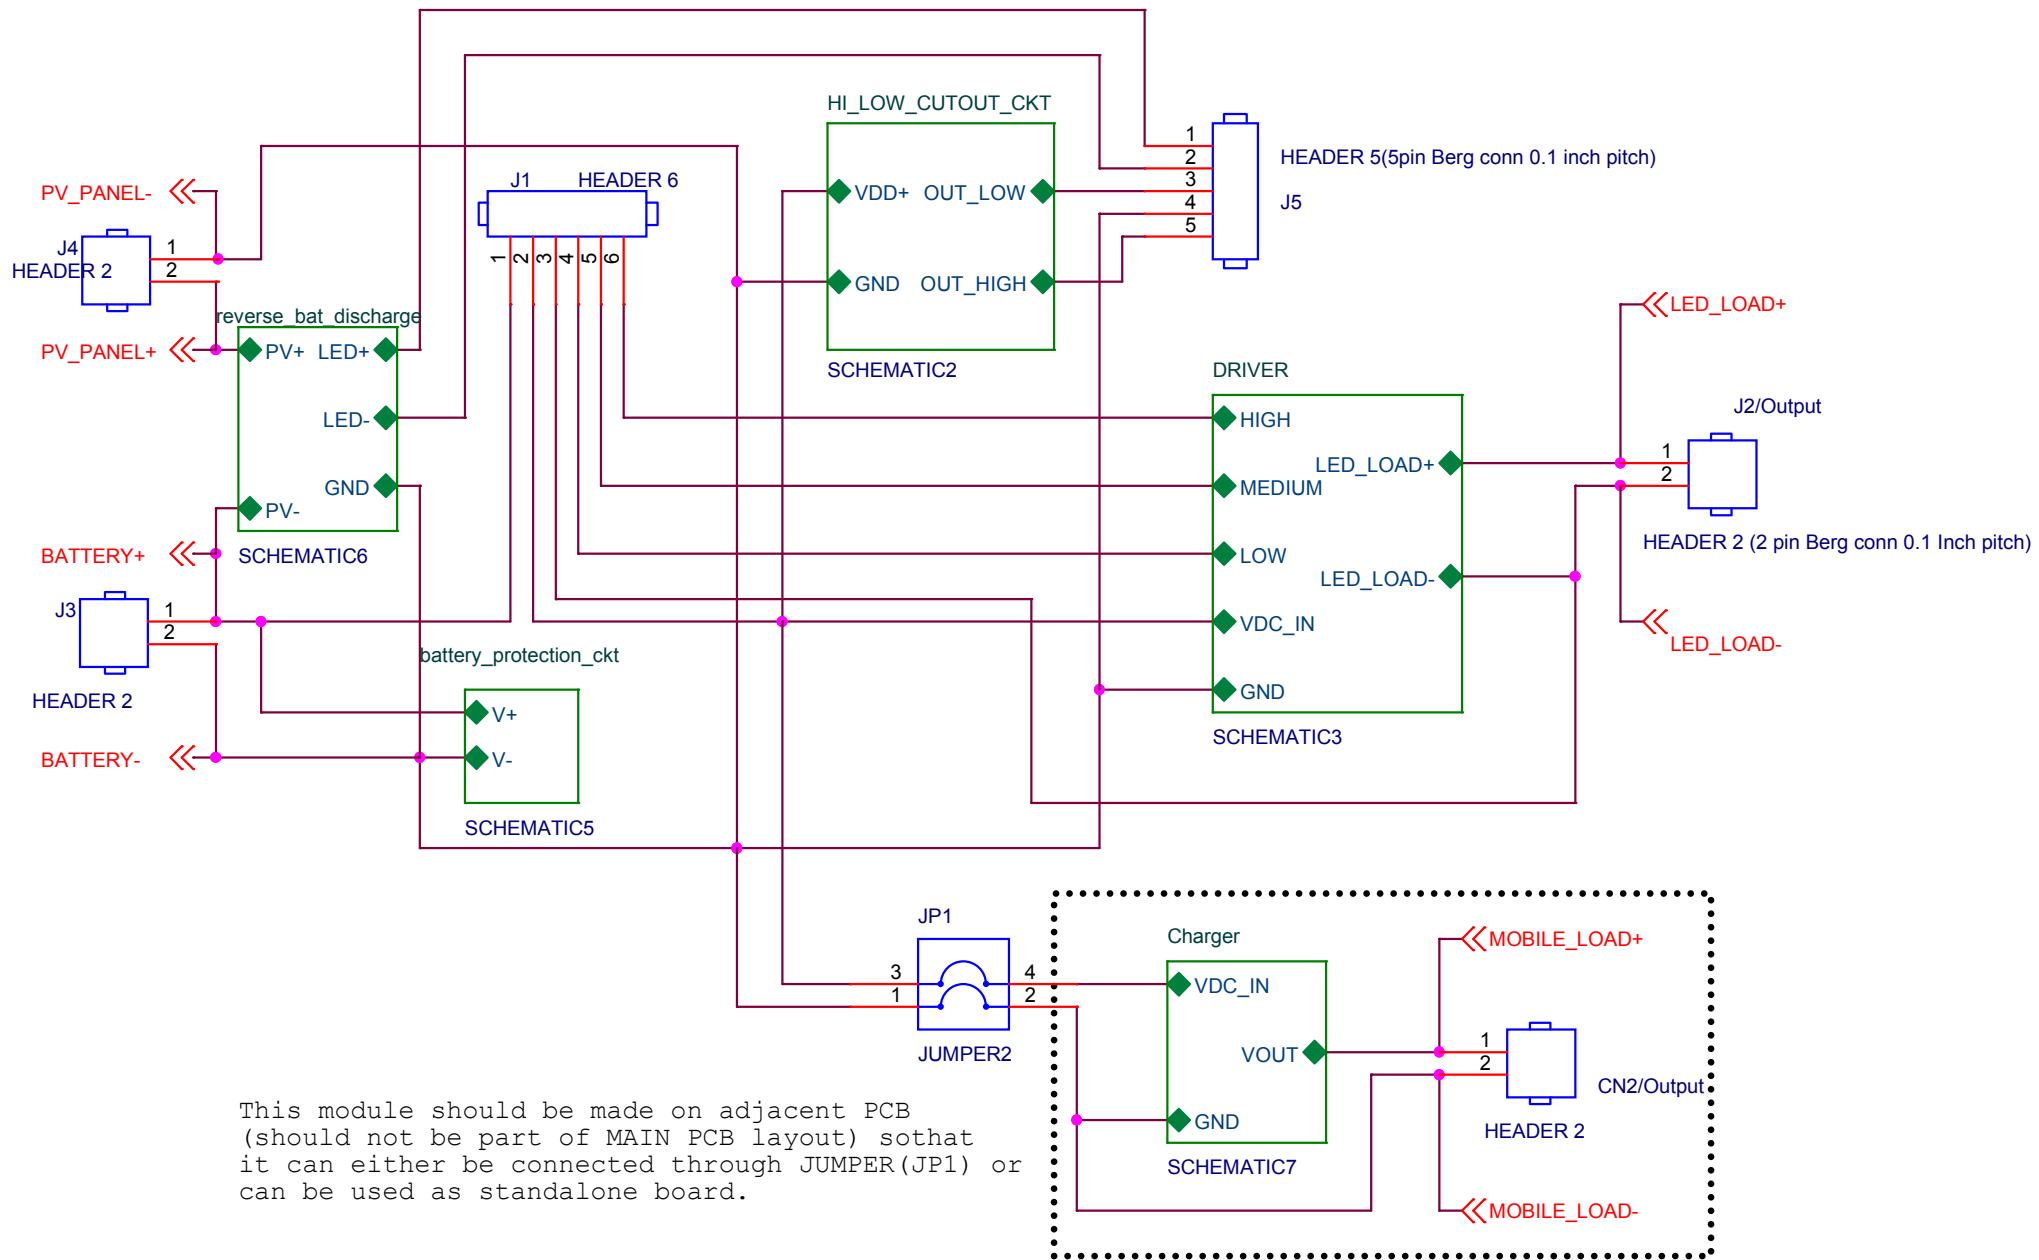 HI_LOW_CUTOUT_CKT
VDD+ OUT_LOW
GND OUT_HIGH
SCHEMATIC2
1
2
3
4
5
HEADER 5(5pin Berg conn 0.1 inch pitch)
J5
PV_PANEL-
J4
HEADER 2
1
2
PV_PANEL+
J1 HEADER 6
1
2
3
4
5
6
reverse_bat_discharge
PV+ LED+
LED-
GND
PV-
SCHEMATIC6
BATTERY+
J3
1
2
HEADER 2
BATTERY-
battery_protection_ckt
V+
V-
SCHEMATIC5
DRIVER
HIGH
LED_LOAD+
MEDIUM
LOW
LED_LOAD-
VDC_IN
GND
SCHEMATIC3
LED_LOAD+
J2/Output
1
2
HEADER 2 (2 pin Berg conn 0.1 Inch pitch)
LED_LOAD-
JP1
3
1
4
2
JUMPER2
Charger
VDC_IN
VOUT
GND
SCHEMATIC7
MOBILE_LOAD+
1
2
CN2/Output
HEADER 2
MOBILE_LOAD-
This module should be made on adjacent PCB
(should not be part of MAIN PCB layout) sothat
it can either be connected through JUMPER(JP1) or
can be used as standalone board.